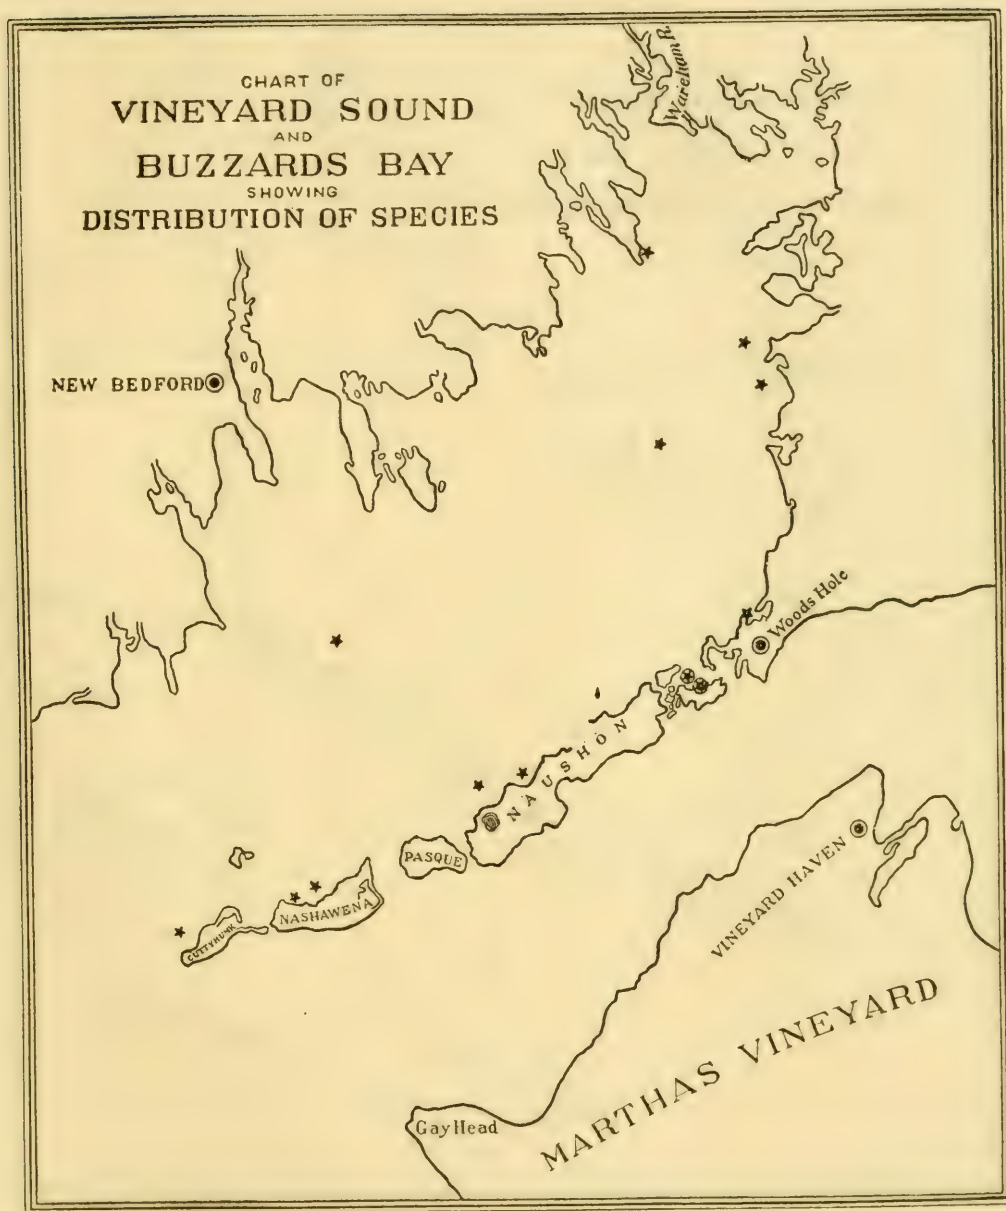 CHART OF
VINEYARD SOUND
AND
BUZZARDS BAY
SHOWING
DISTRIBUTION OF SPECIES
Wareham R.
NEW BEDFORD
Woods Hole
NAUSHON
PASQUE
NASHAWENA
CUTTYHUNK
VINEYARD HAVEN
MARTHAS VINEYARD
Gay Head